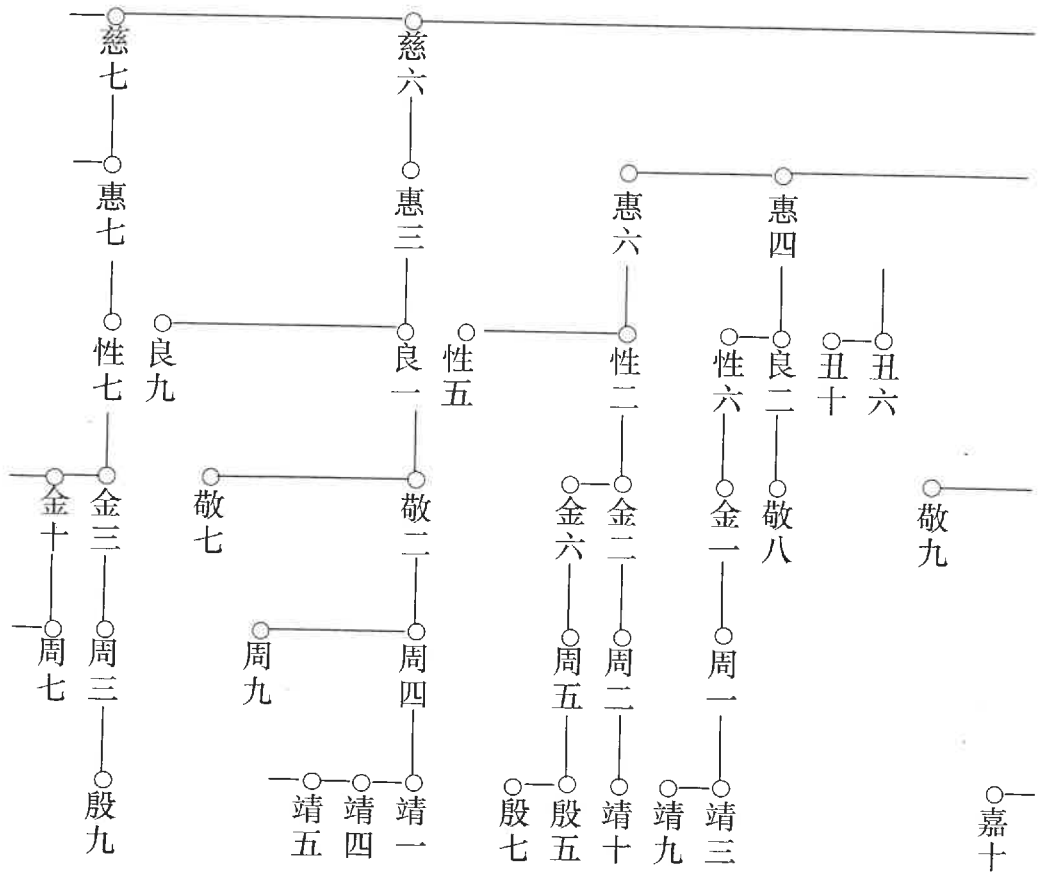 慈六
慈七
惠四
惠六
惠三
惠七
丑六
丑十
良二
性六
性二
性五
良一
良九
性七
敬九
敬八
金一
金二
金六
敬二
敬七
金三
金十
周一
周二
周五
周四
周九
周三
周七
嘉十
靖三
靖九
靖十
殷五
殷七
靖一
靖四
靖五
殷九